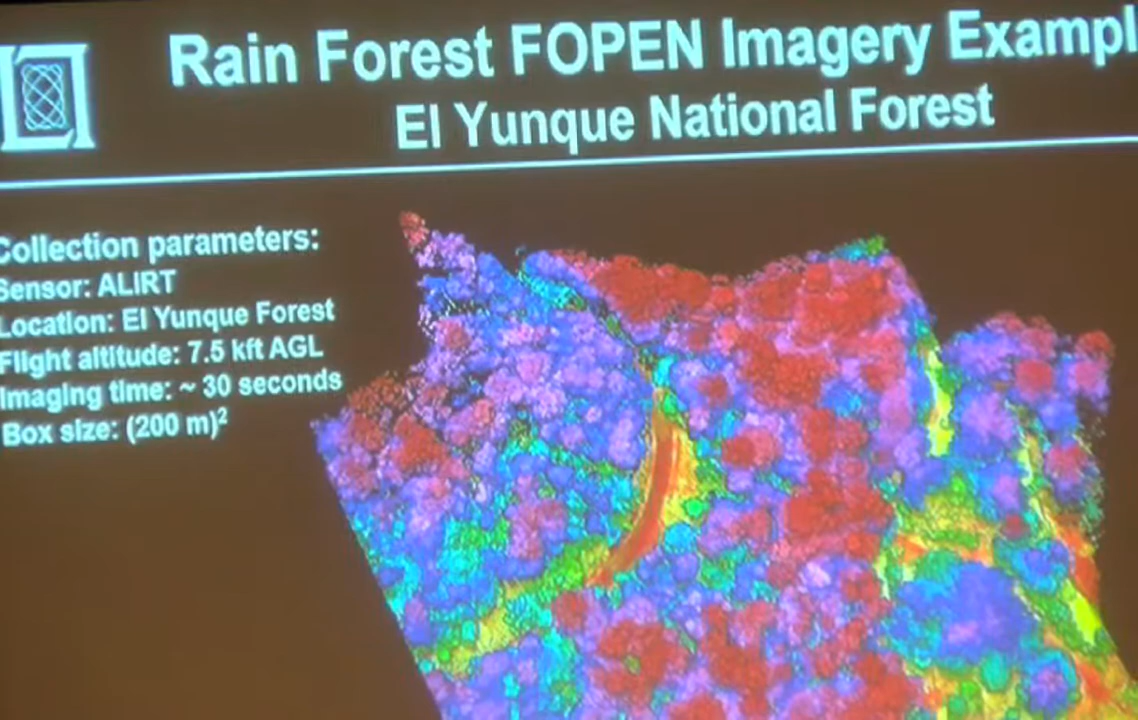 Rain Forest FOPEN Imagery Exampl
El Yunque National Forest
Collection parameters:
Sensor: ALIRT
Location: El Yunque Forest
Flight altitude: 7.5 kft AGL
Imaging time: ~ 30 seconds
Box size: (200 m)²